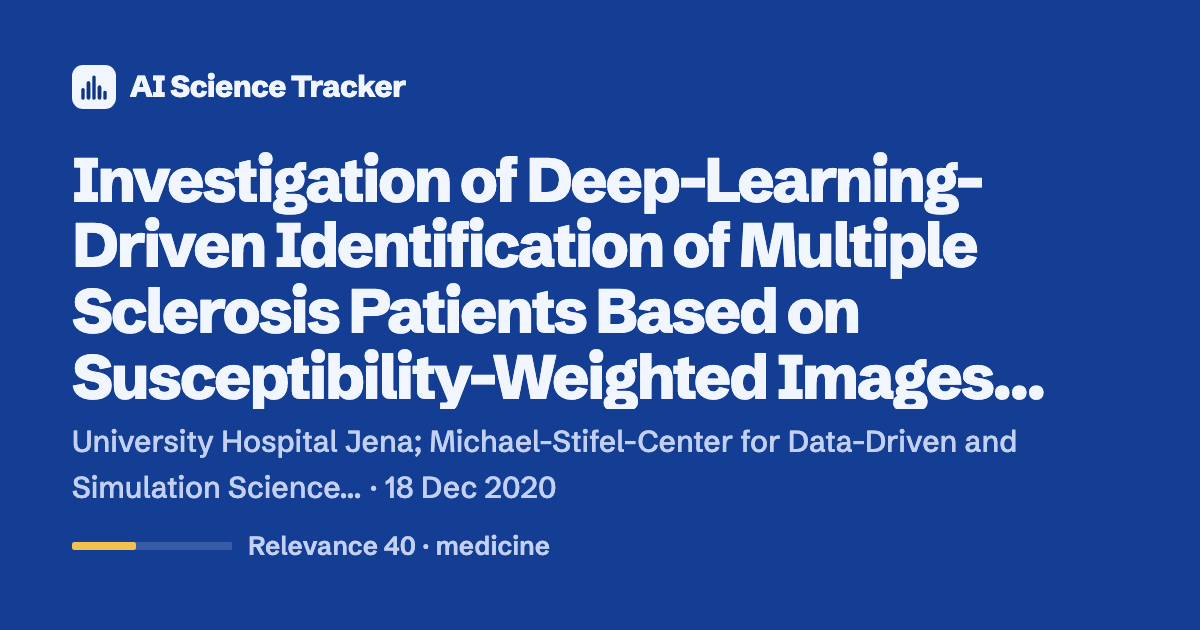 AI Science Tracker
Investigation of Deep-Learning-
Driven Identification of Multiple
Sclerosis Patients Based on
Susceptibility-Weighted Images...
University Hospital Jena; Michael-Stifel-Center for Data-Driven and
Simulation Science... · 18 Dec 2020
Relevance 40 · medicine